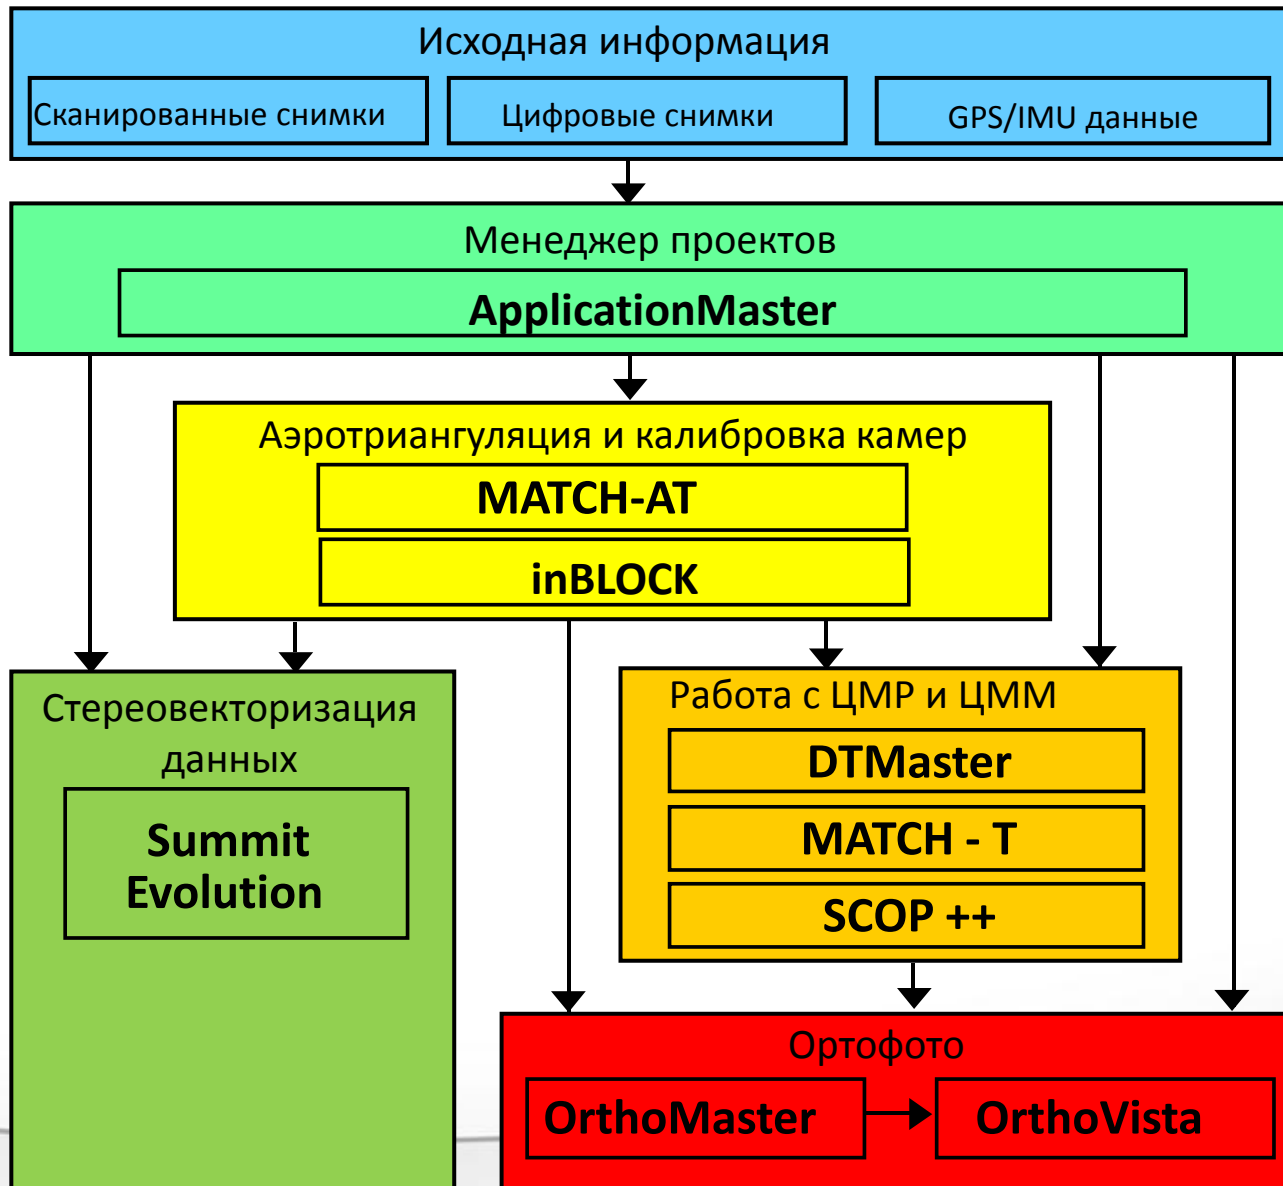 Исходная информация
Сканированные снимки
Цифровые снимки
GPS/IMU данные
Менеджер проектов
ApplicationMaster
Аэротриангуляция и калибровка камер
MATCH-AT
inBLOCK
Стереовекторизация
данных
Summit
Evolution
Работа с ЦМР и ЦММ
DTMaster
MATCH - T
SCOP ++
Ортофото
OrthoMaster
OrthoVista